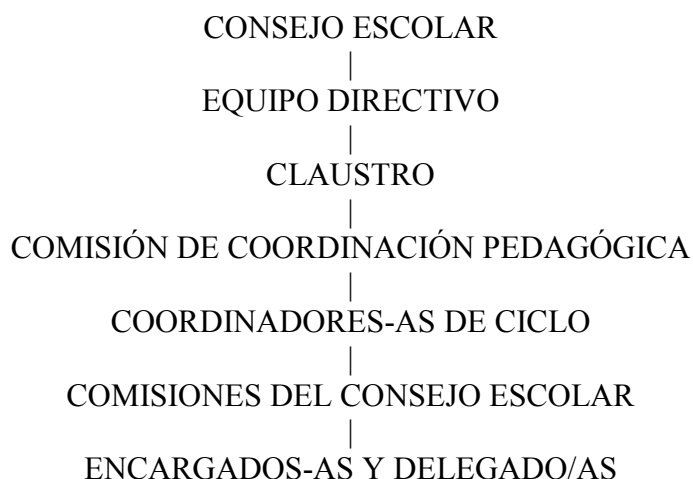 CONSEJO ESCOLAR
EQUIPO DIRECTIVO
CLAUSTRO
COMISIÓN DE COORDINACIÓN PEDAGÓGICA
COORDINADORES-AS DE CICLO
COMISIONES DEL CONSEJO ESCOLAR
ENCARGADOS-AS Y DELEGADO/AS